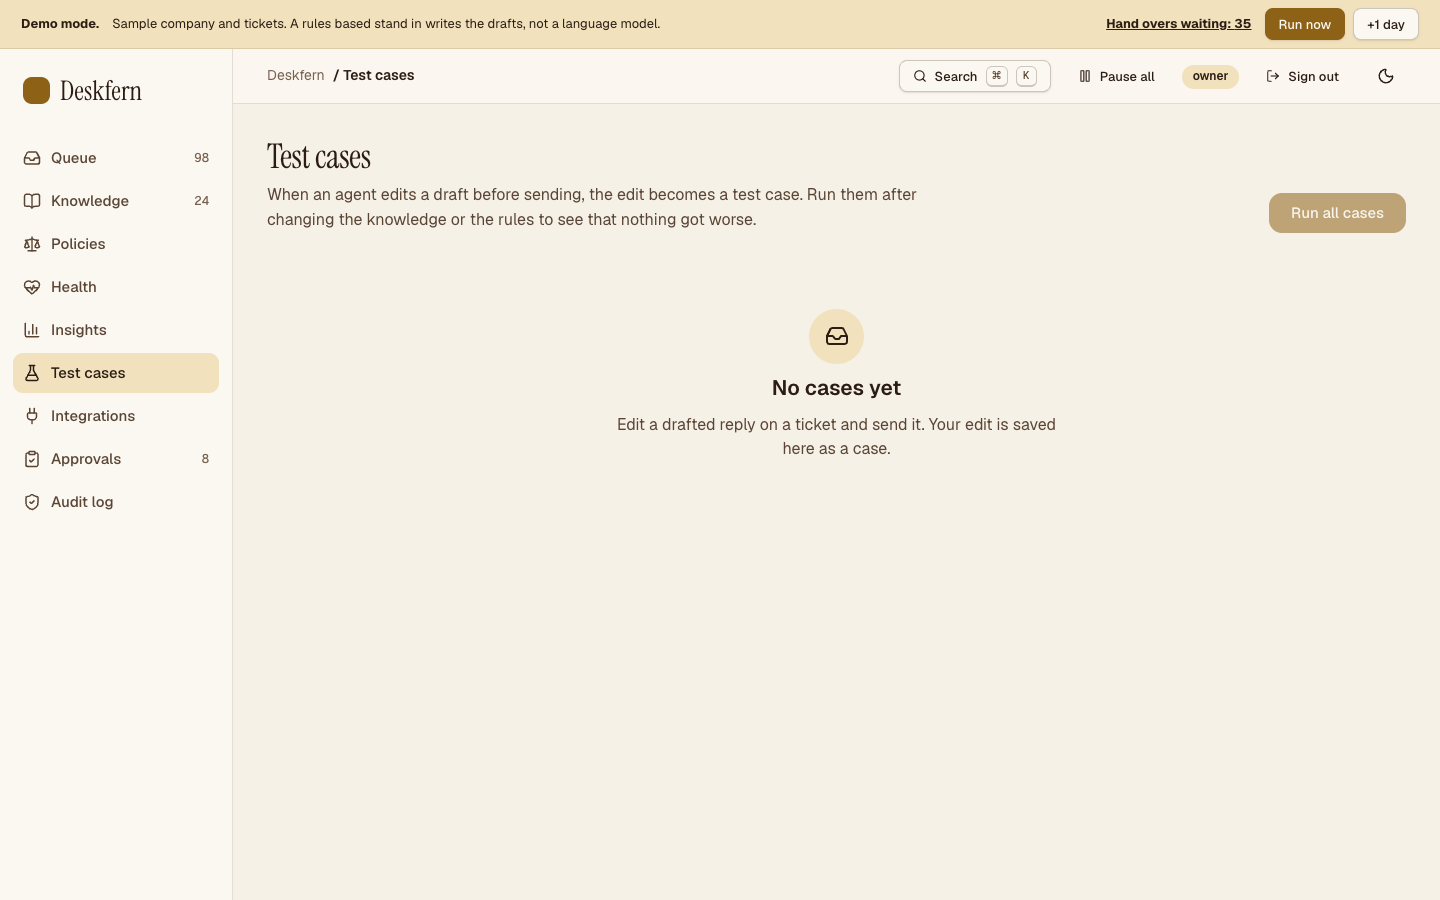 Demo mode. Sample company and tickets. A rules based stand in writes the drafts, not a language model.
Hand overs waiting: 35
Run now
+1 day
Deskfern
Deskfern / Test cases
Search ⌘ K
Pause all
owner
Sign out
Queue 98
Knowledge 24
Policies
Health
Insights
Test cases
Integrations
Approvals 8
Audit log
Test cases
When an agent edits a draft before sending, the edit becomes a test case. Run them after
changing the knowledge or the rules to see that nothing got worse.
Run all cases
No cases yet
Edit a drafted reply on a ticket and send it. Your edit is saved
here as a case.